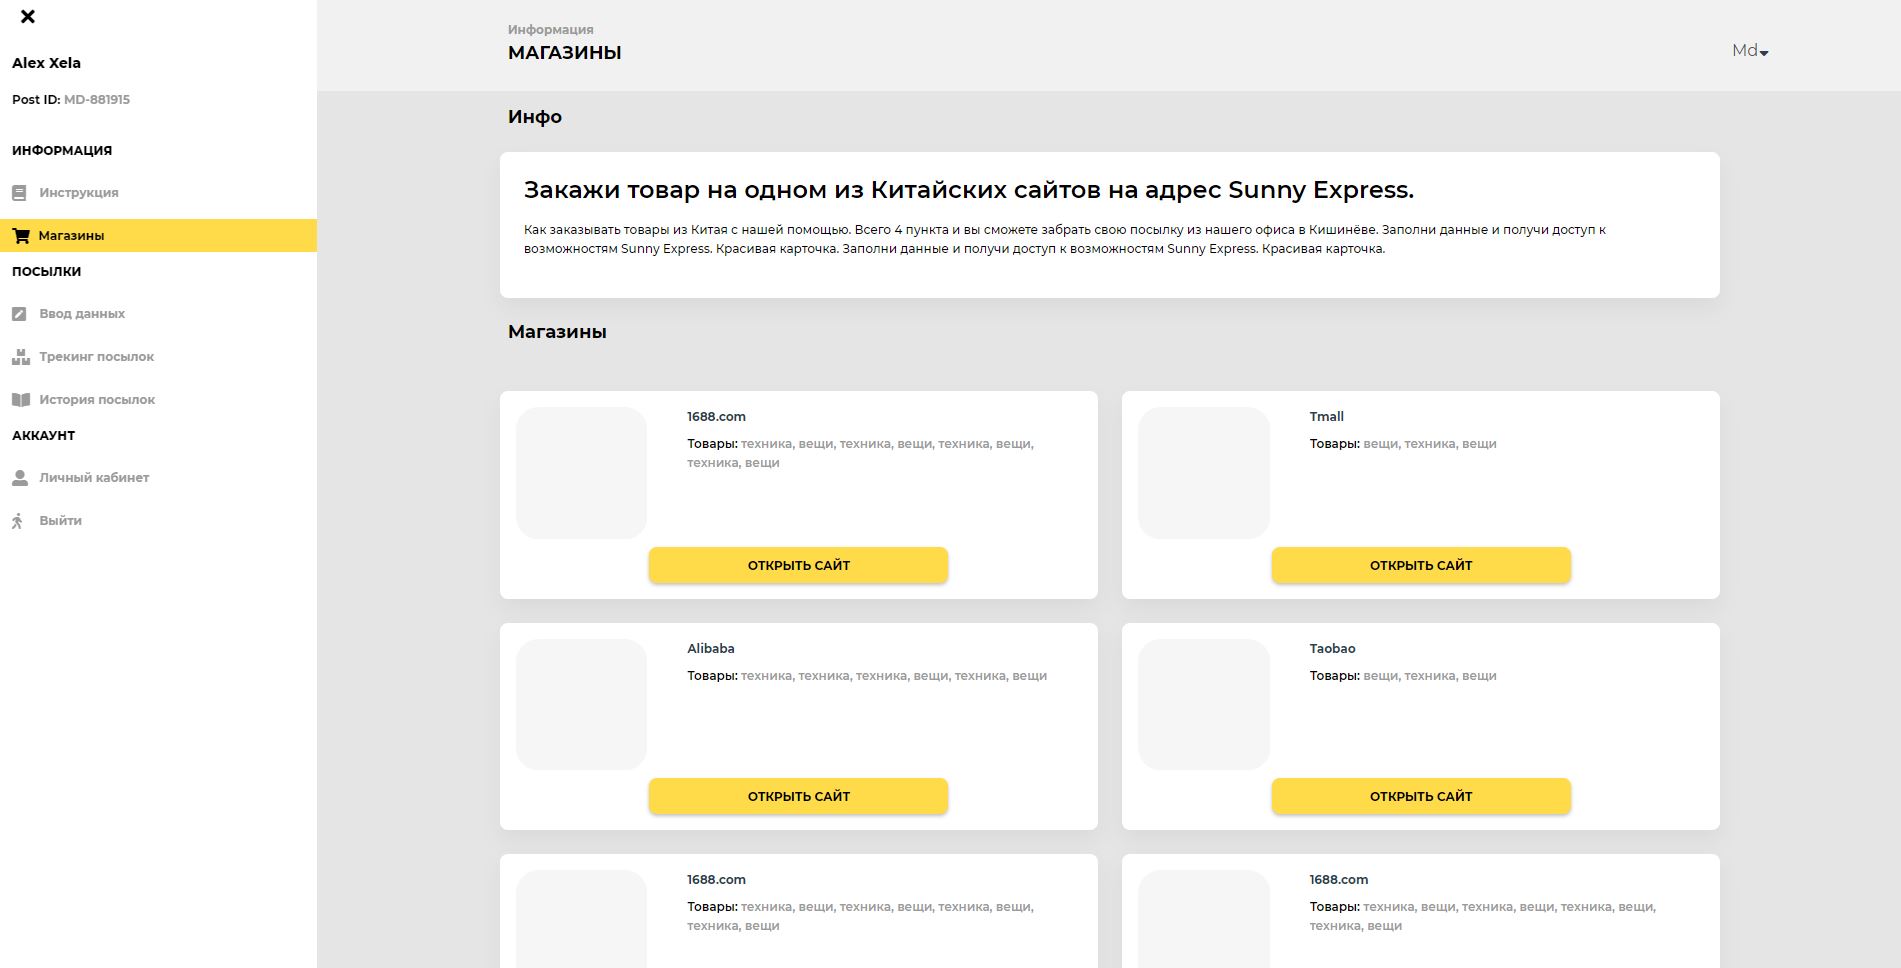 Alex Xela
Post ID: MD-881915
ИНФОРМАЦИЯ
Инструкция
Магазины
ПОСЫЛКИ
Ввод данных
Трекинг посылок
История посылок
АККАУНТ
Личный кабинет
Выйти
Информация
МАГАЗИНЫ
Md
Инфо
Закажи товар на одном из Китайских сайтов на адрес Sunny Express.
Как заказывать товары из Китая с нашей помощью. Всего 4 пункта и вы сможете забрать свою посылку из нашего офиса в Кишинёве. Заполни данные и получи доступ к
возможностям Sunny Express. Красивая карточка. Заполни данные и получи доступ к возможностям Sunny Express. Красивая карточка.
Магазины
1688.com
Товары: техника, вещи, техника, вещи, техника, вещи,
техника, вещи
ОТКРЫТЬ САЙТ
Tmall
Товары: вещи, техника, вещи
ОТКРЫТЬ САЙТ
Alibaba
Товары: техника, техника, техника, вещи, техника, вещи
ОТКРЫТЬ САЙТ
Taobao
Товары: вещи, техника, вещи
ОТКРЫТЬ САЙТ
1688.com
Товары: техника, вещи, техника, вещи, техника, вещи,
техника, вещи
1688.com
Товары: техника, вещи, техника, вещи, техника, вещи,
техника, вещи